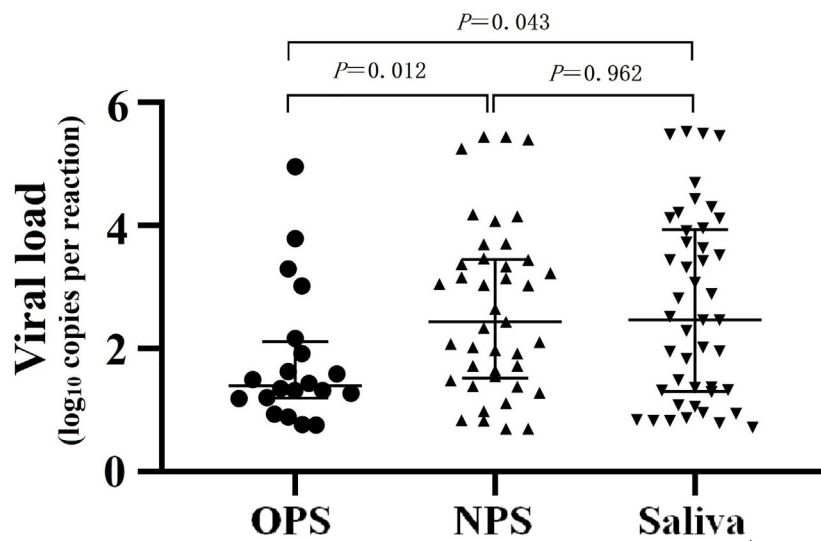 P=0.043
P=0.012
P=0.962
Viral load
(log₁₀ copies per reaction)
6
4
2
0
OPS
NPS
Saliva